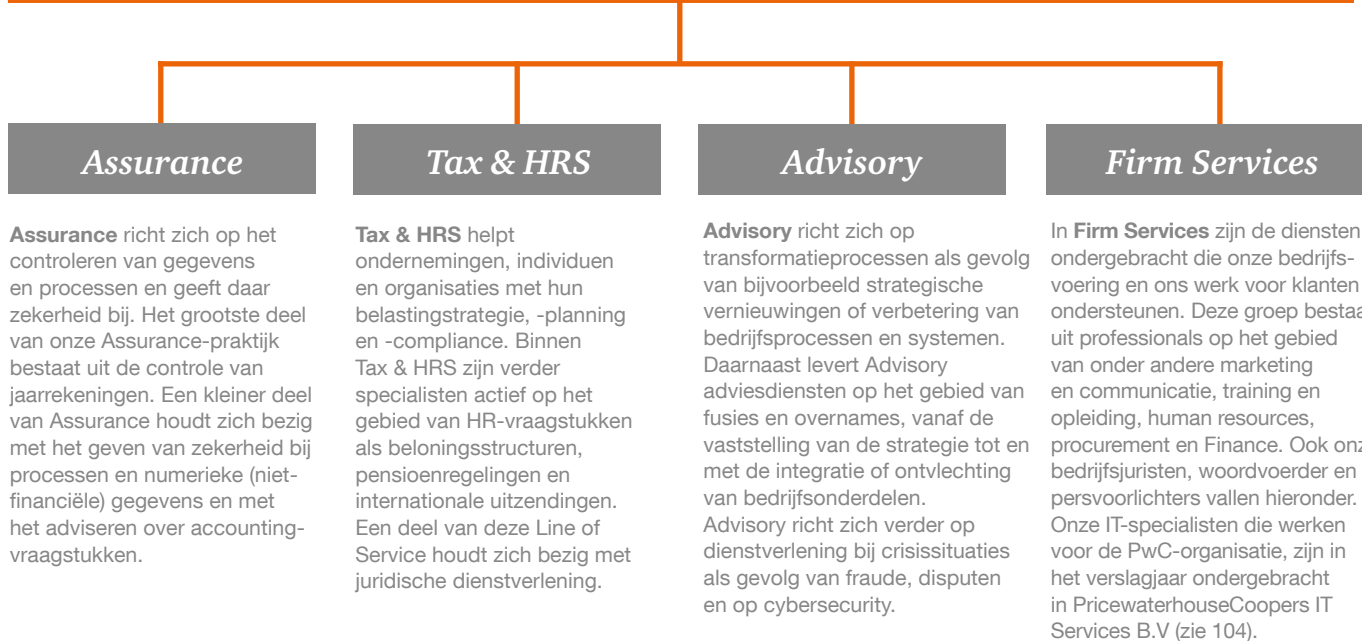 Assurance
Assurance richt zich op het
controleren van gegevens
en processen en geeft daar
zekerheid bij. Het grootste deel
van onze Assurance-praktijk
bestaat uit de controle van
jaarrekeningen. Een kleiner deel
van Assurance houdt zich bezig
met het geven van zekerheid bij
processen en numerieke (niet-
financiële) gegevens en met
het adviseren over accounting-
vraagstukken.
Tax & HRS
Tax & HRS helpt
ondernemingen, individuen
en organisaties met hun
belastingstrategie, -planning
en -compliance. Binnen
Tax & HRS zijn verder
specialisten actief op het
gebied van HR-vraagstukken
als beloningsstructuren,
pensioenregelingen en
internationale uitzendingen.
Een deel van deze Line of
Service houdt zich bezig met
juridische dienstverlening.
Advisory
Advisory richt zich op
transformatieprocessen als gevolg
van bijvoorbeeld strategische
vernieuwingen of verbetering van
bedrijfsprocessen en systemen.
Daarnaast levert Advisory
adviesdiensten op het gebied van
fusies en overnames, vanaf de
vaststelling van de strategie tot en
met de integratie of ontvlechting
van bedrijfsonderdelen.
Advisory richt zich verder op
dienstverlening bij crisissituaties
als gevolg van fraude, disputen
en op cybersecurity.
Firm Services
In Firm Services zijn de diensten
ondergebracht die onze bedrijfs-
voering en ons werk voor klanten
ondersteunen. Deze groep bestaa
uit professionals op het gebied
van onder andere marketing
en communicatie, training en
opleiding, human resources,
procurement en Finance. Ook onz
bedrijfsjuristen, woordvoerder en
persvoorlichters vallen hieronder.
Onze IT-specialisten die werken
voor de PwC-organisatie, zijn in
het verslagjaar ondergebracht
in PricewaterhouseCoopers IT
Services B.V (zie 104).